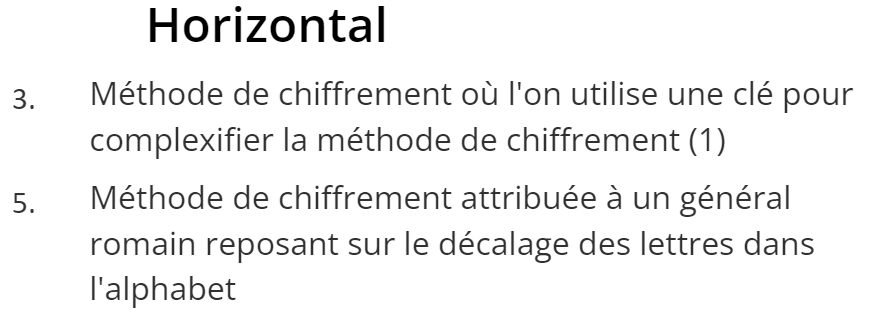 Horizontal
3. Méthode de chiffrement où l'on utilise une clé pour
complexifier la méthode de chiffrement (1)
5. Méthode de chiffrement attribuée à un général
romain reposant sur le décalage des lettres dans
l'alphabet